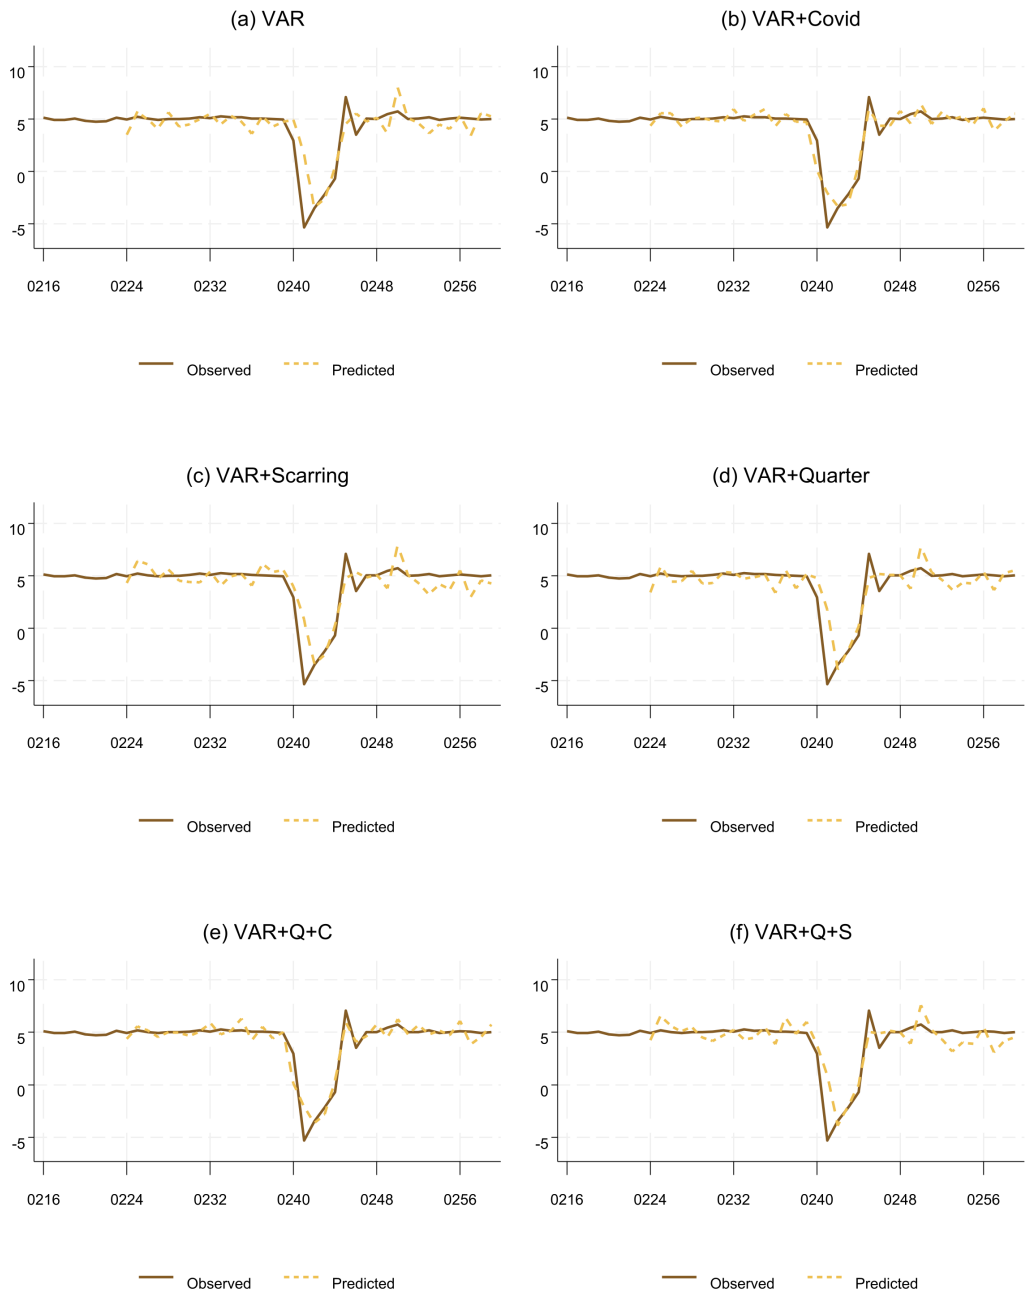 (a) VAR
10
5
0
-5
0216 0224 0232 0240 0248 0256
Observed Predicted
(b) VAR+Covid
10
5
0
-5
0216 0224 0232 0240 0248 0256
Observed Predicted
(c) VAR+Scarring
10
5
0
-5
0216 0224 0232 0240 0248 0256
Observed Predicted
(d) VAR+Quarter
10
5
0
-5
0216 0224 0232 0240 0248 0256
Observed Predicted
(e) VAR+Q+C
10
5
0
-5
0216 0224 0232 0240 0248 0256
Observed Predicted
(f) VAR+Q+S
10
5
0
-5
0216 0224 0232 0240 0248 0256
Observed Predicted